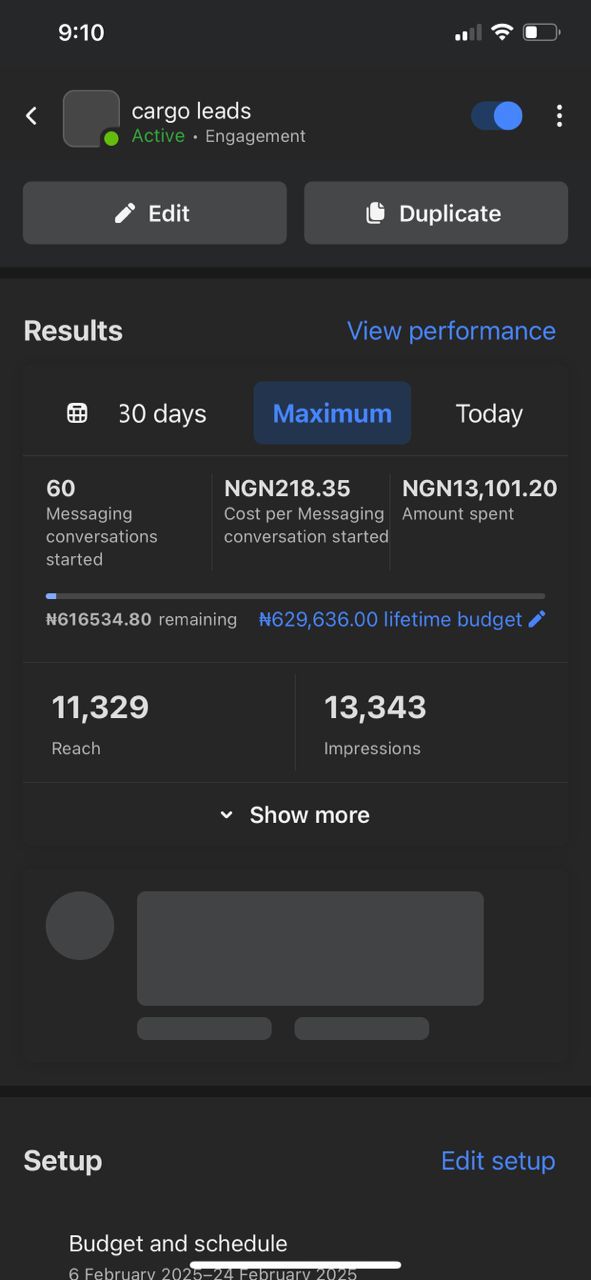 9:10
cargo leads
Active • Engagement
Edit
Duplicate
Results
View performance
30 days
Maximum
Today
60
Messaging conversations started
NGN218.35
Cost per Messaging conversation started
NGN13,101.20
Amount spent
₦616534.80 remaining
₦629,636.00 lifetime budget
11,329
Reach
13,343
Impressions
Show more
Setup
Edit setup
Budget and schedule
6 February 2025–24 February 2025